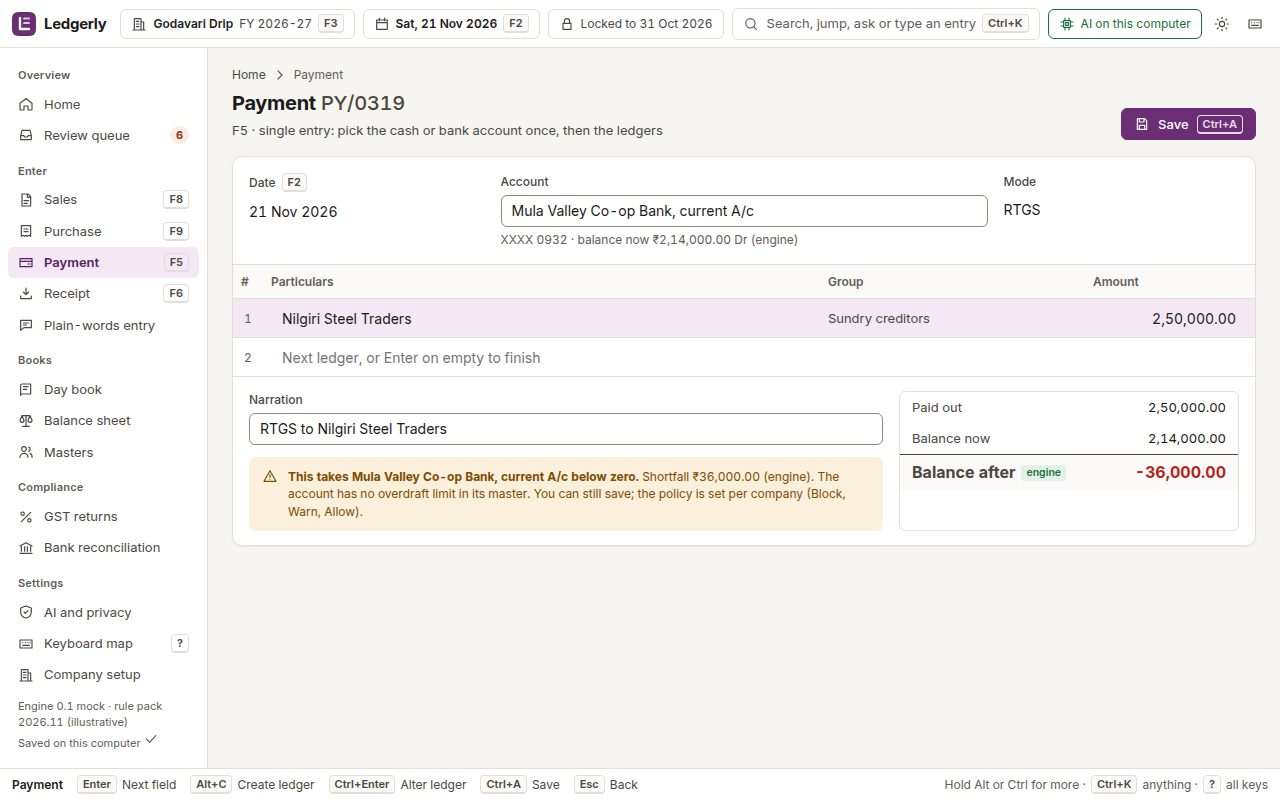 Ledgerly
Godavari Drip FY 2026-27 F3
Sat, 21 Nov 2026 F2
Locked to 31 Oct 2026
Search, jump, ask or type an entry Ctrl+K
AI on this computer
Overview
Home
Review queue 6
Enter
Sales F8
Purchase F9
Payment F5
Receipt F6
Plain-words entry
Books
Day book
Balance sheet
Masters
Compliance
GST returns
Bank reconciliation
Settings
AI and privacy
Keyboard map ?
Company setup
Engine 0.1 mock · rule pack
2026.11 (illustrative)
Saved on this computer
Home Payment
Payment PY/0319
F5 · single entry: pick the cash or bank account once, then the ledgers
Save Ctrl+A
Date F2
21 Nov 2026
Account
Mula Valley Co-op Bank, current A/c
XXXX 0932 · balance now ₹2,14,000.00 Dr (engine)
Mode
RTGS
# Particulars Group Amount
1 Nilgiri Steel Traders Sundry creditors 2,50,000.00
2 Next ledger, or Enter on empty to finish
Narration
RTGS to Nilgiri Steel Traders
This takes Mula Valley Co-op Bank, current A/c below zero. Shortfall ₹36,000.00 (engine). The
account has no overdraft limit in its master. You can still save; the policy is set per company (Block,
Warn, Allow).
Paid out 2,50,000.00
Balance now 2,14,000.00
Balance after engine -36,000.00
Payment Enter Next field Alt+C Create ledger Ctrl+Enter Alter ledger Ctrl+A Save Esc Back
Hold Alt or Ctrl for more · Ctrl+K anything · ? all keys